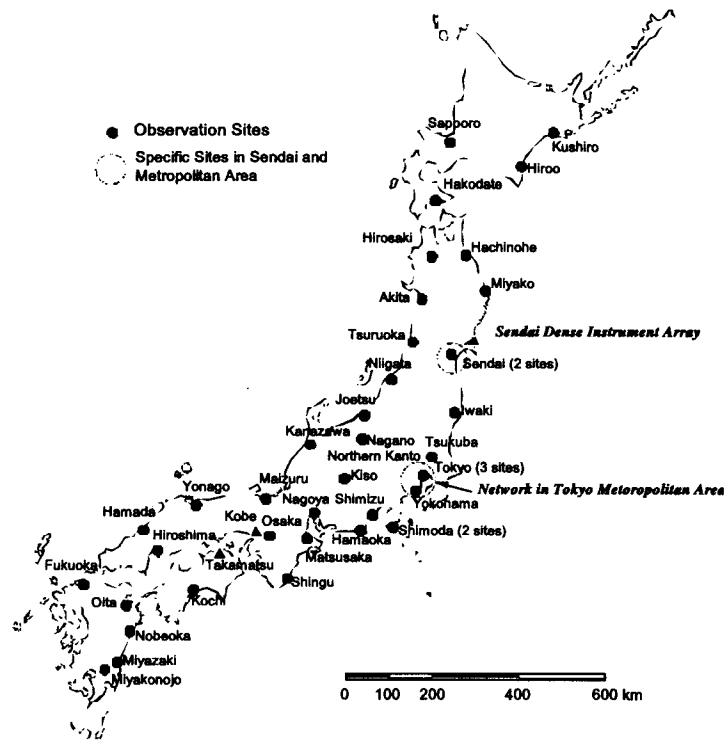 Sapporo
Observation Sites
Kushiro
Specific Sites in Sendai and
Metropolitan Area
Hiroo
Hakodate
Hirosaki
Hachinohe
Miyako
Akita
Sendai Dense Instrument Array
Tsuruoka
Sendai (2 sites)
Niigata
Joetsu
Iwaki
Kanazawa
Nagano
Tsukuba
Northern Kanto
Tokyo (3 sites)
Kiso
Maizuru
Yonago
Network in Tokyo Metoropolitan Area
Nagoya
Shimizu
Yokohama
Hamada
Kobe
Osaka
Shimoda (2 sites)
Hiroshima
Hamaoka
Matsusaka
Fukuoka
Takamatsu
Shingu
Oita
Kochi
Nobeoka
Miyazaki
Miyakonojo
0 100 200 400 600 km